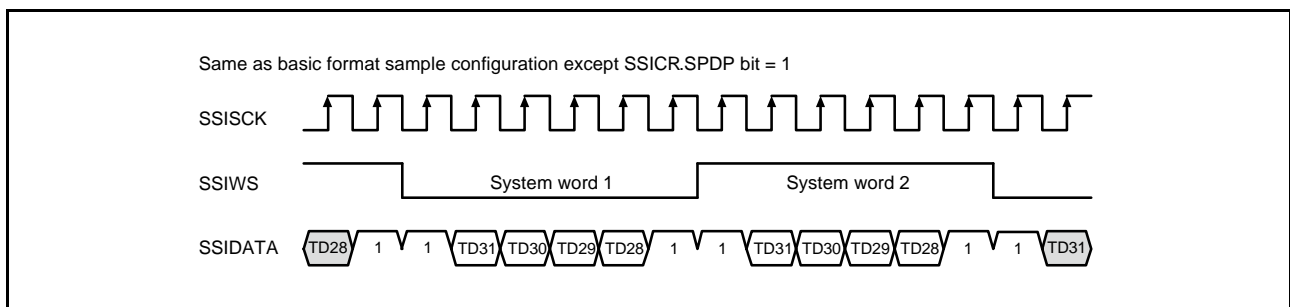 Same as basic format sample configuration except SSICR.SPDP bit = 1
SSISCK
SSIWS System word 1 System word 2
SSIDATA TD28 1 1 TD31 TD30 TD29 TD28 1 1 TD31 TD30 TD29 TD28 1 1 TD31